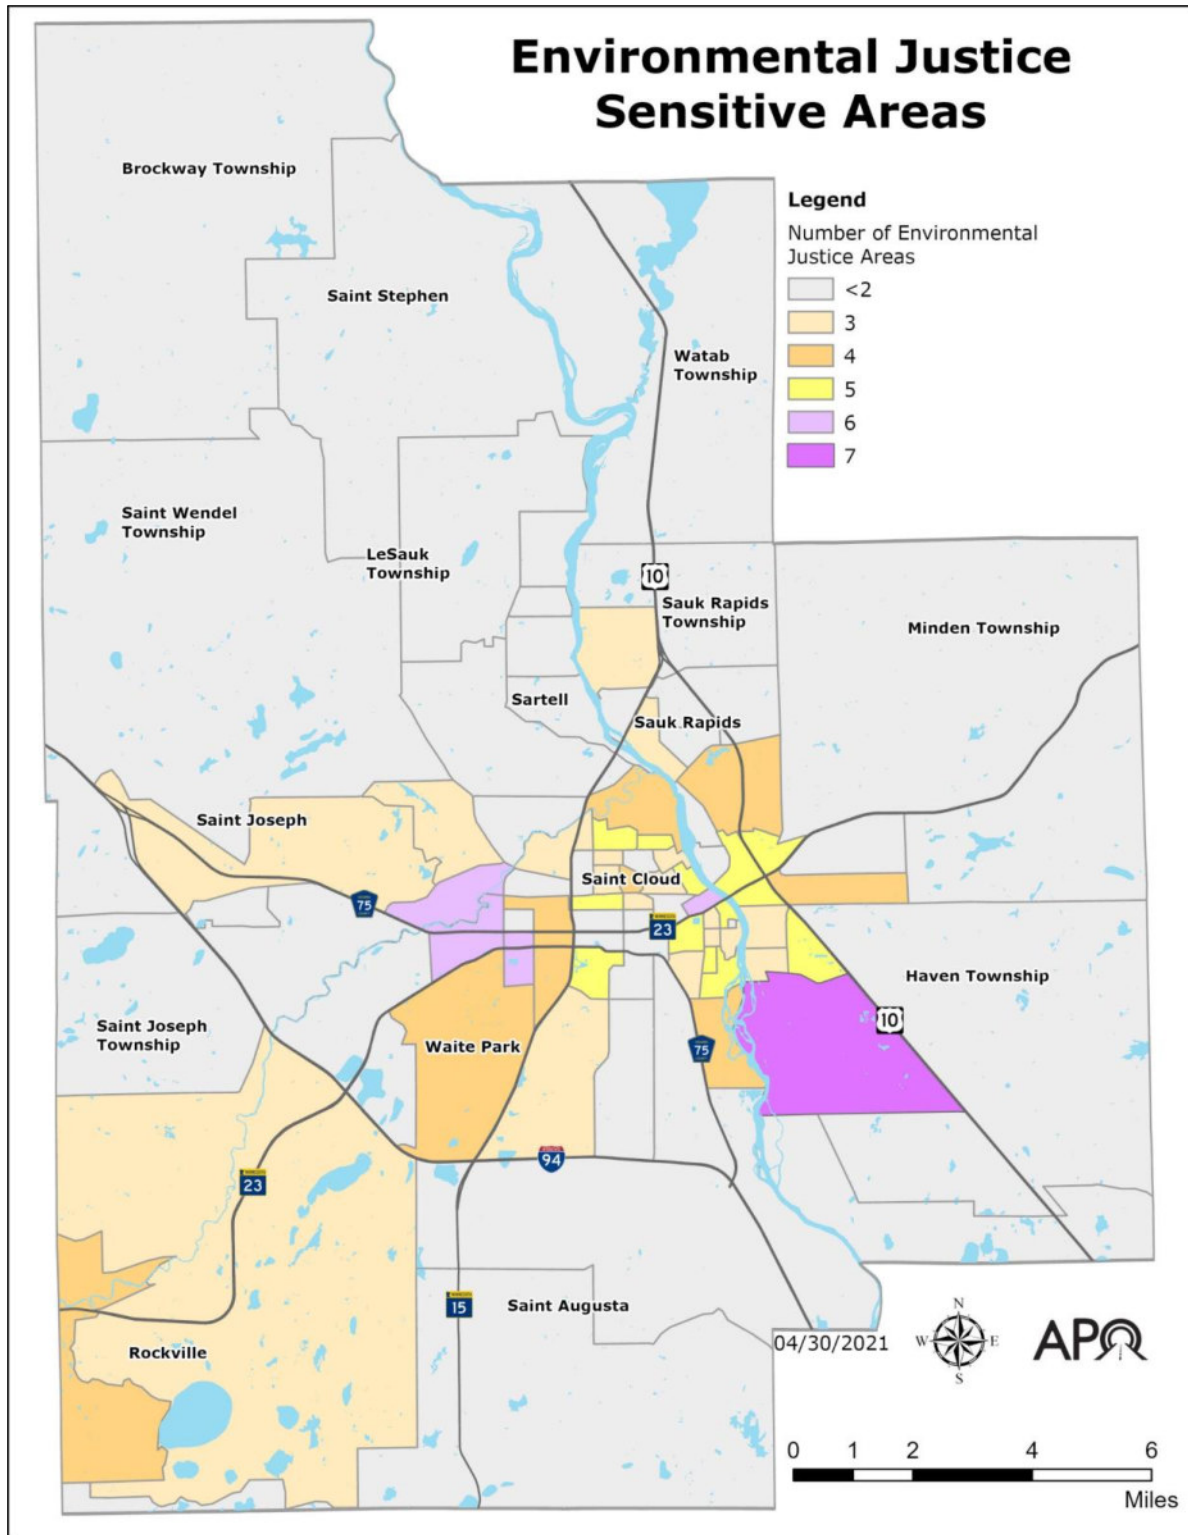 Environmental Justice
Sensitive Areas
Legend
Number of Environmental
Justice Areas
<2
3
4
5
6
7
Brockway Township
Saint Stephen
Watab
Township
Saint Wendel
Township
LeSauk
Township
10
Sauk Rapids
Township
Minden Township
Sartell
Sauk Rapids
Saint Joseph
Saint Cloud
75
23
Haven Township
Saint Joseph
Township
Waite Park
75
10
94
23
15
Saint Augusta
Rockville
04/30/2021
N
W E
S
APO
0 1 2 4 6
Miles